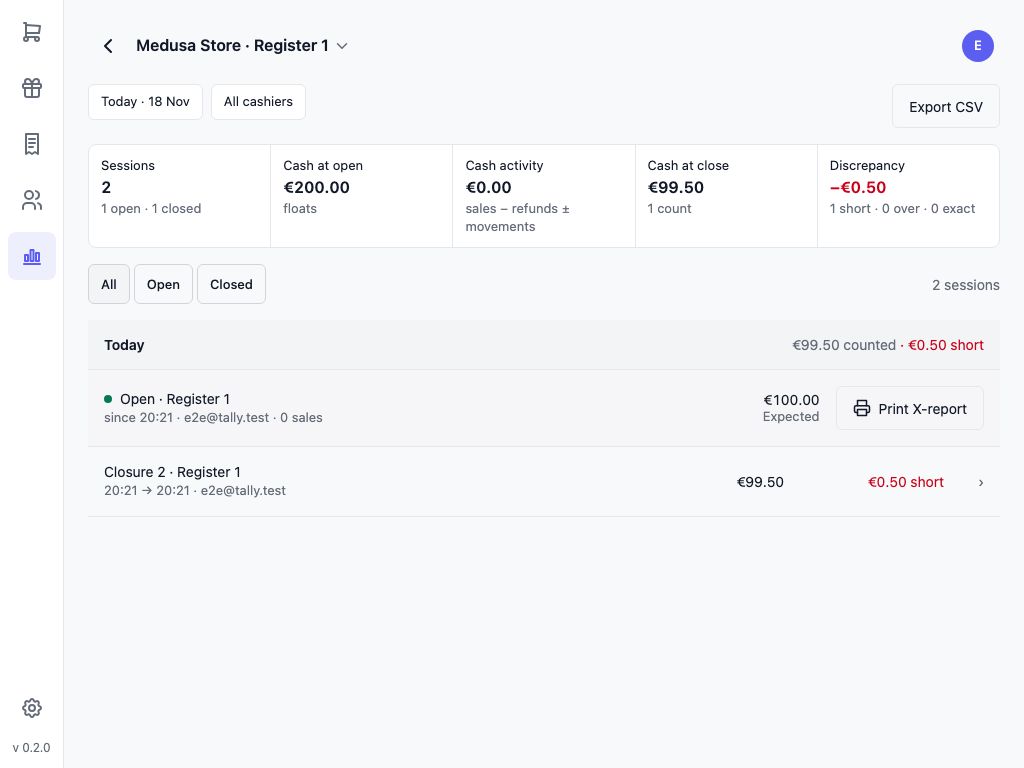 Medusa Store · Register 1
E
Today · 18 Nov
All cashiers
Export CSV
Sessions
2
1 open · 1 closed
Cash at open
€200.00
floats
Cash activity
€0.00
sales − refunds ±
movements
Cash at close
€99.50
1 count
Discrepancy
−€0.50
1 short · 0 over · 0 exact
All
Open
Closed
2 sessions
Today
€99.50 counted · €0.50 short
Open · Register 1
since 20:21 · e2e@tally.test · 0 sales
€100.00
Expected
Print X-report
Closure 2 · Register 1
20:21 → 20:21 · e2e@tally.test
€99.50
€0.50 short
v 0.2.0